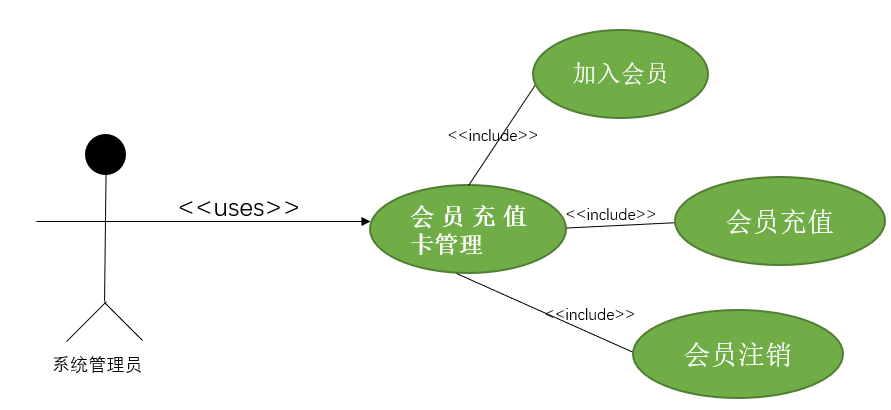 加入会员
<<include>>
<<uses>>
会员充值
卡管理
<<include>>
会员充值
<<include>>
会员注销
系统管理员